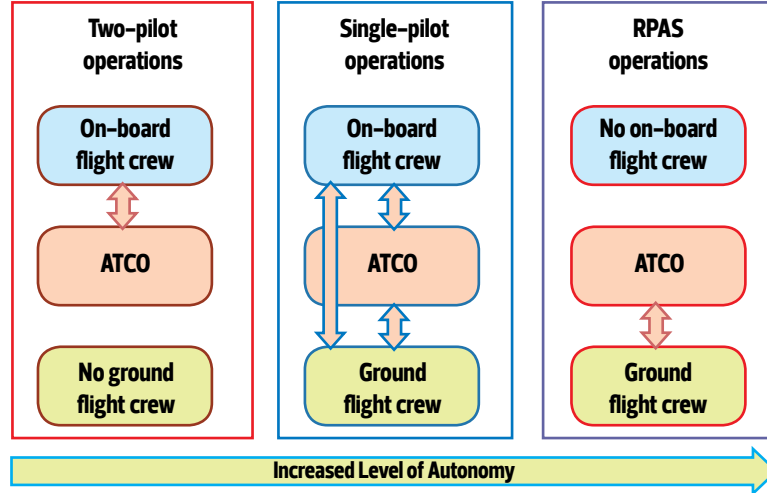 Two-pilot
operations
On-board
flight crew
ATCO
No ground
flight crew
Single-pilot
operations
On-board
flight crew
ATCO
Ground
flight crew
RPAS
operations
No on-board
flight crew
ATCO
Ground
flight crew
Increased Level of Autonomy